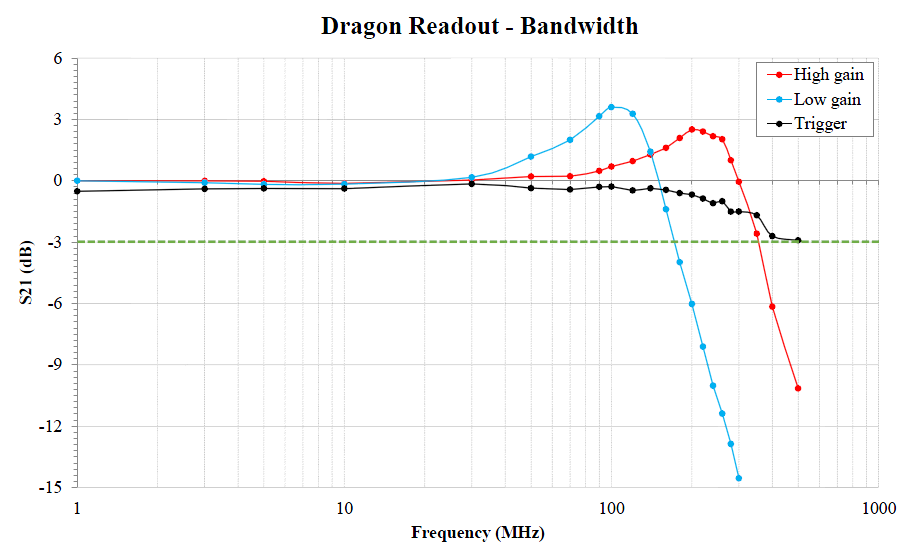 Dragon Readout - Bandwidth
6
3
0
-3
-6
-9
-12
-15
S21 (dB)
High gain
Low gain
Trigger
1
10
100
1000
Frequency (MHz)